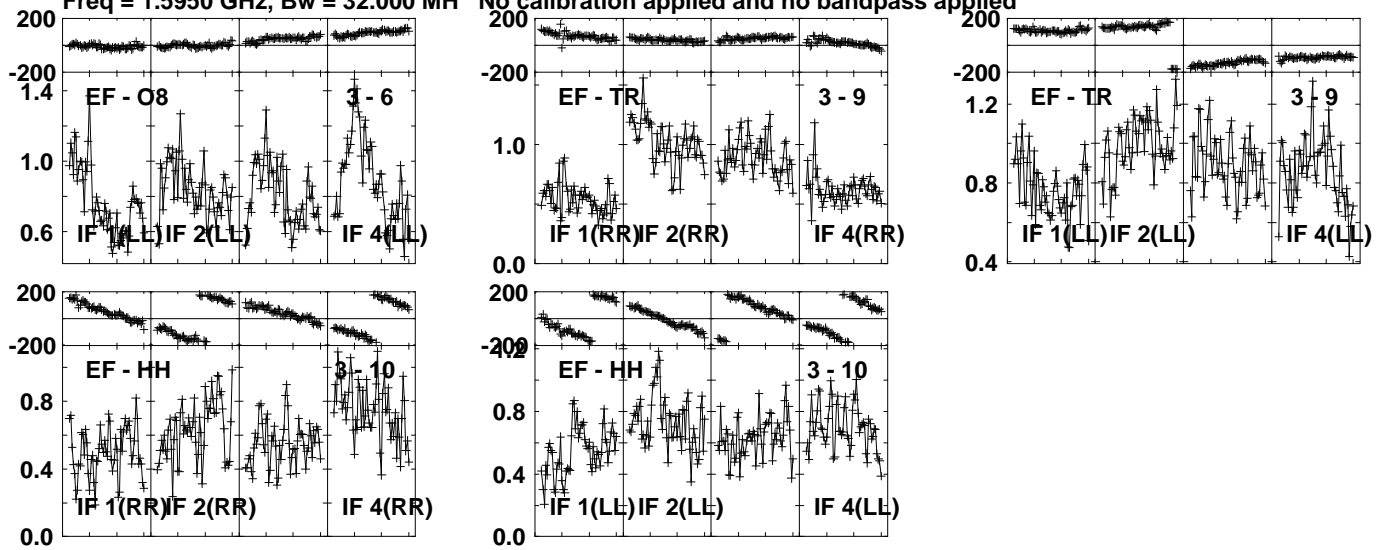 Freq = 1.5950 GHz, Bw = 32.000 MH No calibration applied and no bandpass applied
200
-200
1.4
1.0
0.6
EF - O8
3 - 6
IF 1(LL)
IF 2(LL)
IF 4(LL)
200
-200
1.0
0.0
EF - TR
3 - 9
IF 1(RR)
IF 2(RR)
IF 4(RR)
200
-200
1.2
0.8
0.4
EF - TR
3 - 9
IF 1(LL)
IF 2(LL)
IF 4(LL)
200
-200
0.8
0.4
0.0
EF - HH
3 - 10
IF 1(RR)
IF 2(RR)
IF 4(RR)
200
-200
1.2
0.8
0.4
0.0
EF - HH
3 - 10
IF 1(LL)
IF 2(LL)
IF 4(LL)